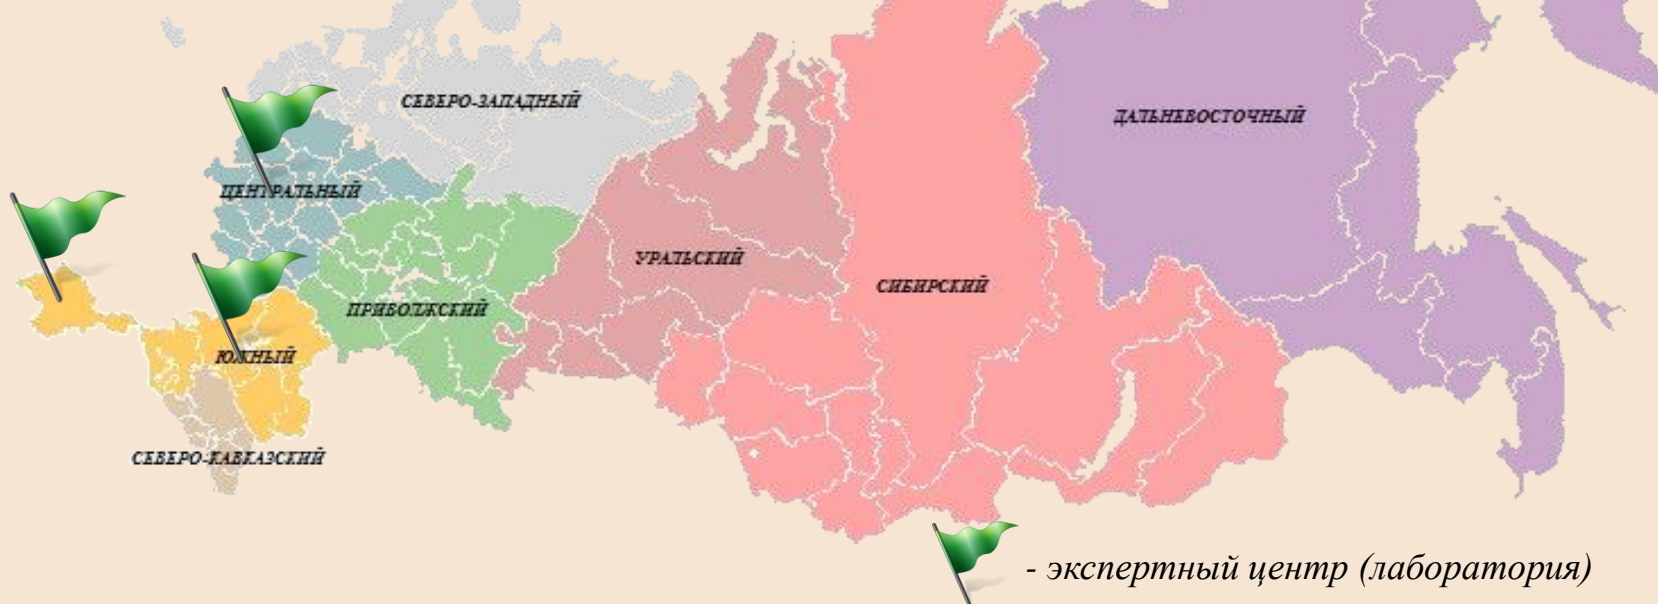 СЕВЕРО-ЗАПАДНЫЙ
ДАЛЬНЕВОСТОЧНЫЙ
ЦЕНТРАЛЬНЫЙ
УРАЛЬСКИЙ
СИБИРСКИЙ
ПРИВОЛЖСКИЙ
ЮЖНЫЙ
СЕВЕРО-КАВКАЗСКИЙ
- экспертный центр (лаборатория)